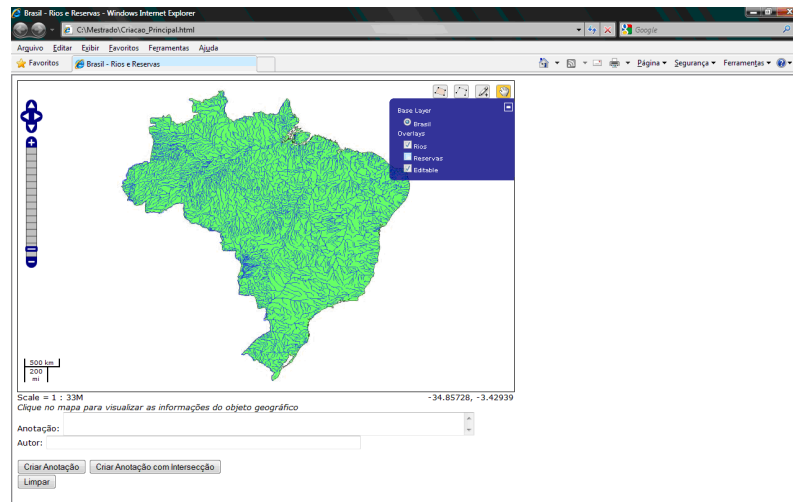 Brasil - Rios e Reservas - Windows Internet Explorer
C:\Mestrado\Criacao_Principal.html
Google
Arquivo Editar Exibir Favoritos Ferramentas Ajuda
Favoritos Brasil - Rios e Reservas Página Segurança Ferramentas
Base Layer
Brasil
Overlays
Rios
Reservas
Editable
500 km
200
mi
Scale = 1 : 33M -34.85728, -3.42939
Clique no mapa para visualizar as informações do objeto geográfico
Anotação:
Autor:
Criar Anotação Criar Anotação com intersecção
Limpar